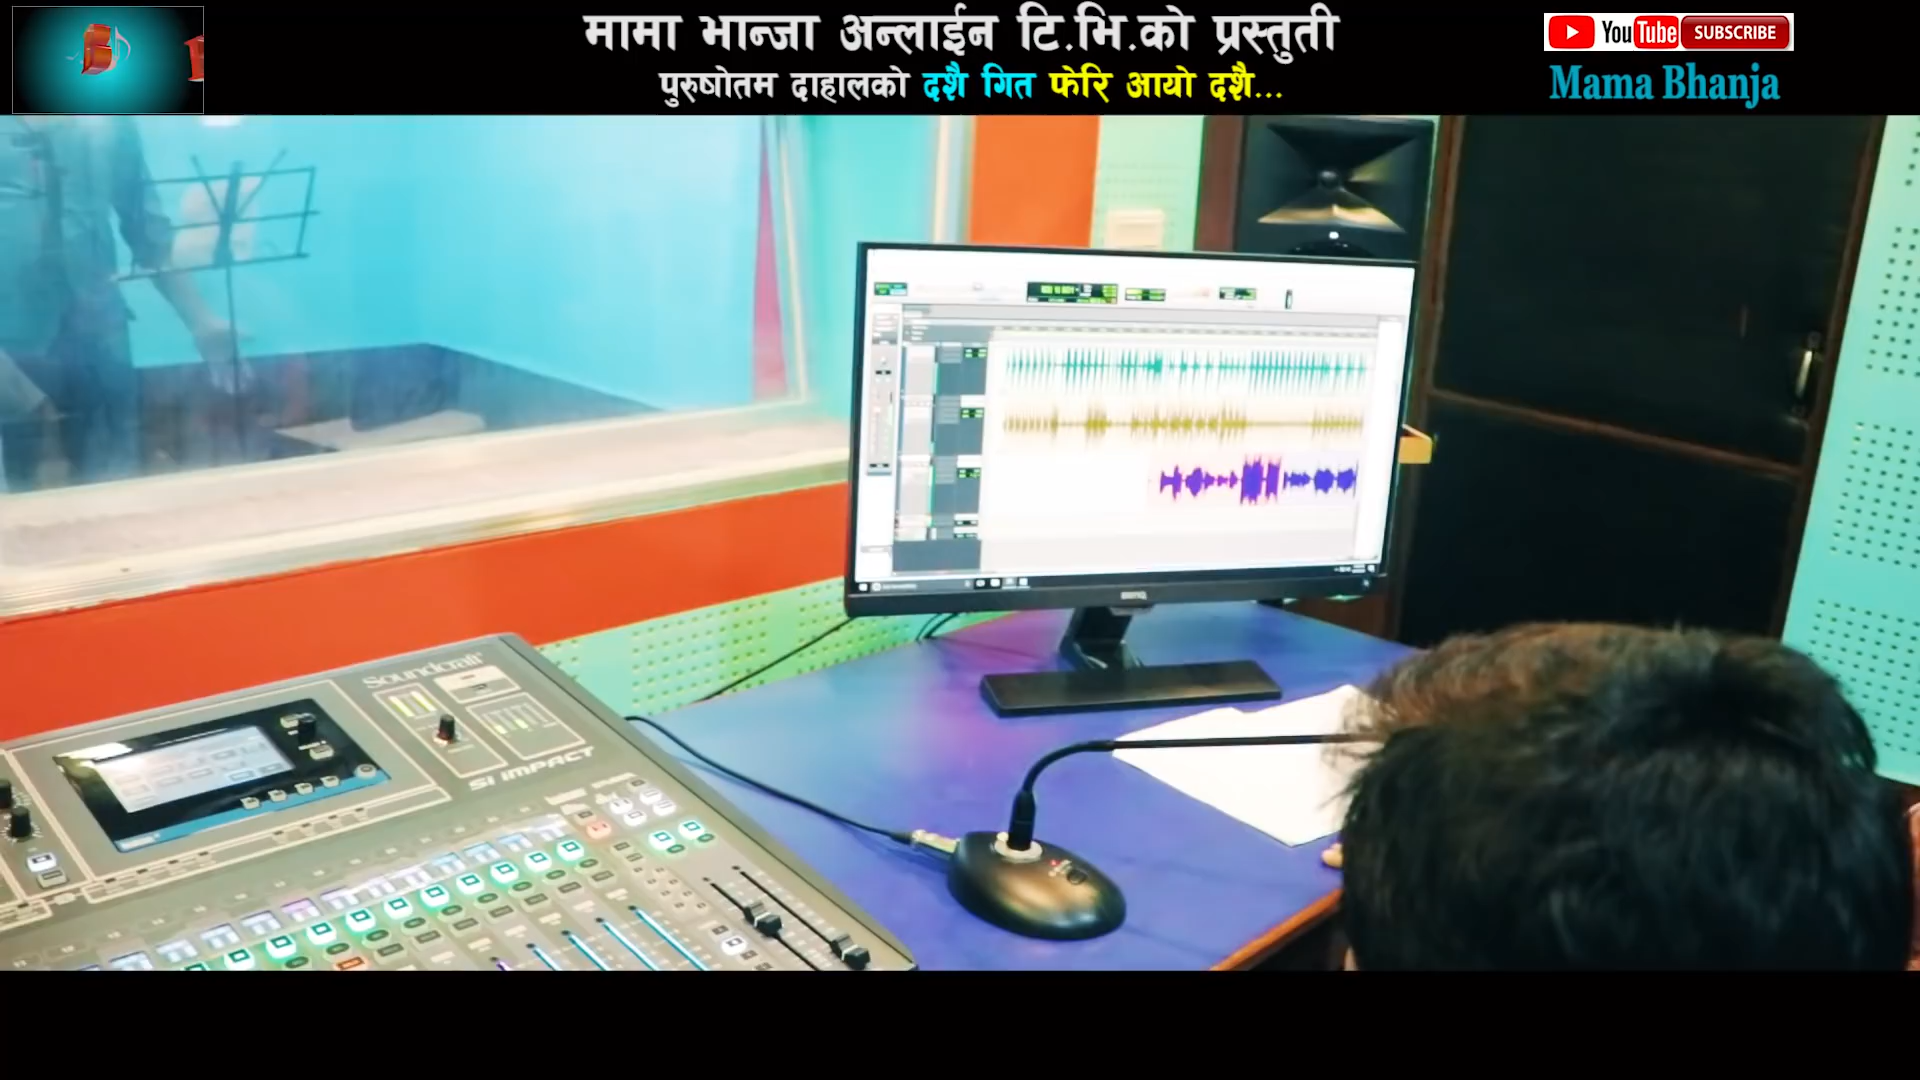 मामा भान्जा अन्लाईन टि.भि.को प्रस्तुती
पुरुषोतम दाहालको दशै गित फेरि आयो दशै...
YouTube SUBSCRIBE
Mama Bhanja
BenQ
Soundcraft
Si IMPACT